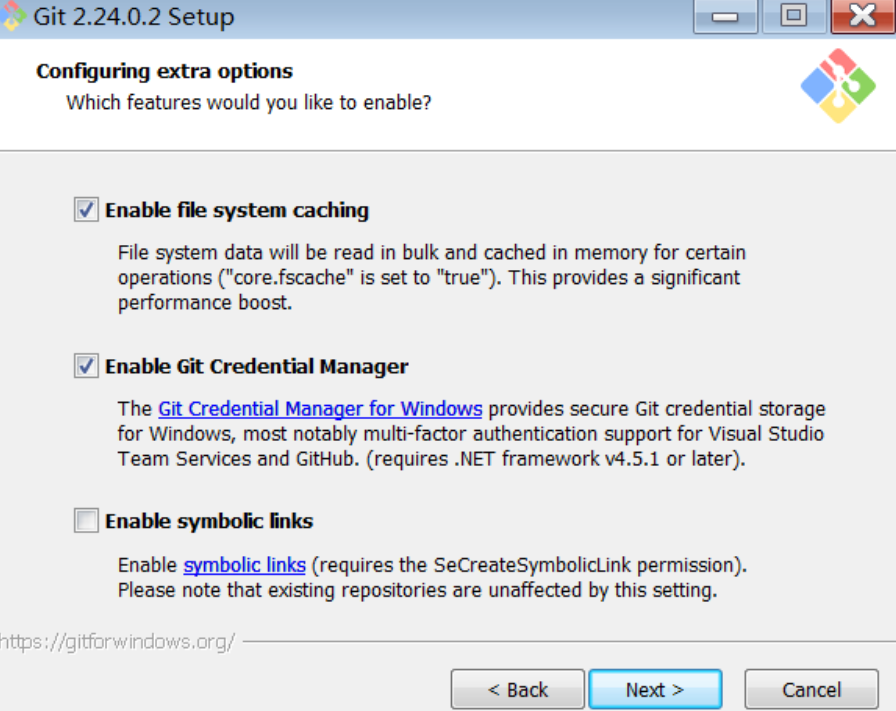 Git 2.24.0.2 Setup
Configuring extra options
Which features would you like to enable?
Enable file system caching
File system data will be read in bulk and cached in memory for certain
operations ("core.fscache" is set to "true"). This provides a significant
performance boost.
Enable Git Credential Manager
The Git Credential Manager for Windows provides secure Git credential storage
for Windows, most notably multi-factor authentication support for Visual Studio
Team Services and GitHub. (requires .NET framework v4.5.1 or later).
Enable symbolic links
Enable symbolic links (requires the SeCreateSymbolicLink permission).
Please note that existing repositories are unaffected by this setting.
https://gitforwindows.org/
< Back Next > Cancel